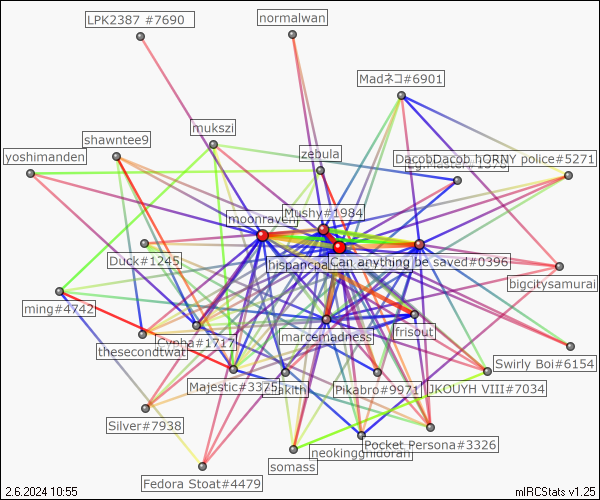 LPK2387 #7690
normalwan
Madネコ#6901
mukszi
shawntee9
zebula
yoshimanden
DacobDacob hORNY police#5271
moonraven
Mushy#1984
Duck#1245
hispancpa
Can anything be saved#0396
bigcitysamurai
ming#4742
Cypha#1717
marcemadness
frisout
thesecondtwat
Swirly Boi#6154
Majestic#3375
Pikabro#9971
JKOUYH VIII#7034
Silver#7938
Pocket Persona#3326
neokingghidorah
somass
Fedora Stoat#4479
2.6.2024 10:55
mIRCStats v1.25